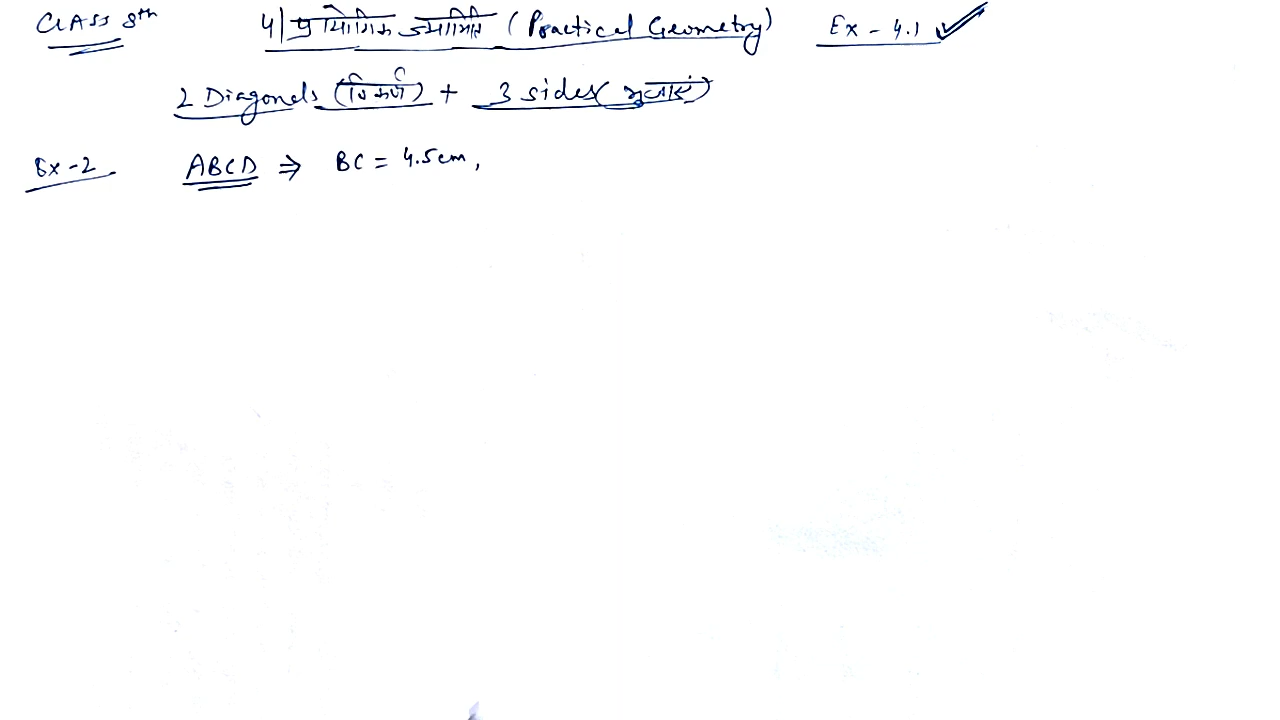 CLASS 8th 4| प्रायोगिक ज्यामिति (Practical Geometry) Ex - 4.1
2 Diagonals (विकर्ण) + 3 sides (भुजाएं)
Ex - 2 ABCD ⇒ BC = 4.5cm,